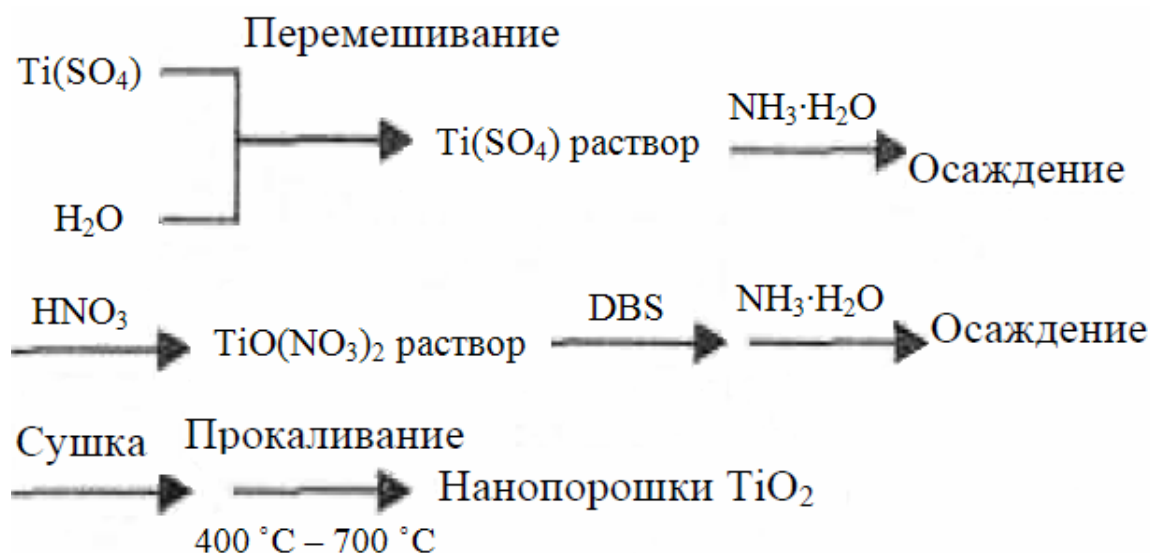 Перемешивание
Ti(SO₄)
Ti(SO₄) раствор
NH₃·H₂O
Осаждение
H₂O
HNO₃
TiO(NO₃)₂ раствор
DBS
NH₃·H₂O
Осаждение
Сушка
Прокаливание
400 ˚C – 700 ˚C
Нанопорошки TiO₂